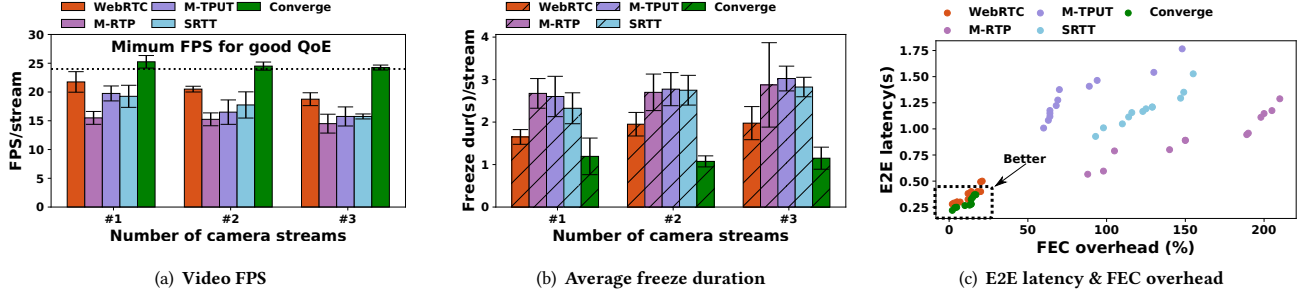 WebRTC M-TPUT Converge
M-RTP SRTT
Mimum FPS for good QoE
FPS/stream
30
25
20
15
10
5
0
#1 #2 #3
Number of camera streams
(a) Video FPS
WebRTC M-TPUT Converge
M-RTP SRTT
Freeze dur(s)/stream
4
3
2
1
0
#1 #2 #3
Number of camera streams
(b) Average freeze duration
WebRTC M-TPUT Converge
M-RTP SRTT
E2E latency(s)
1.75
1.50
1.25
1.00
0.75
0.50
0.25
Better
0 50 100 150 200
FEC overhead (%)
(c) E2E latency & FEC overhead